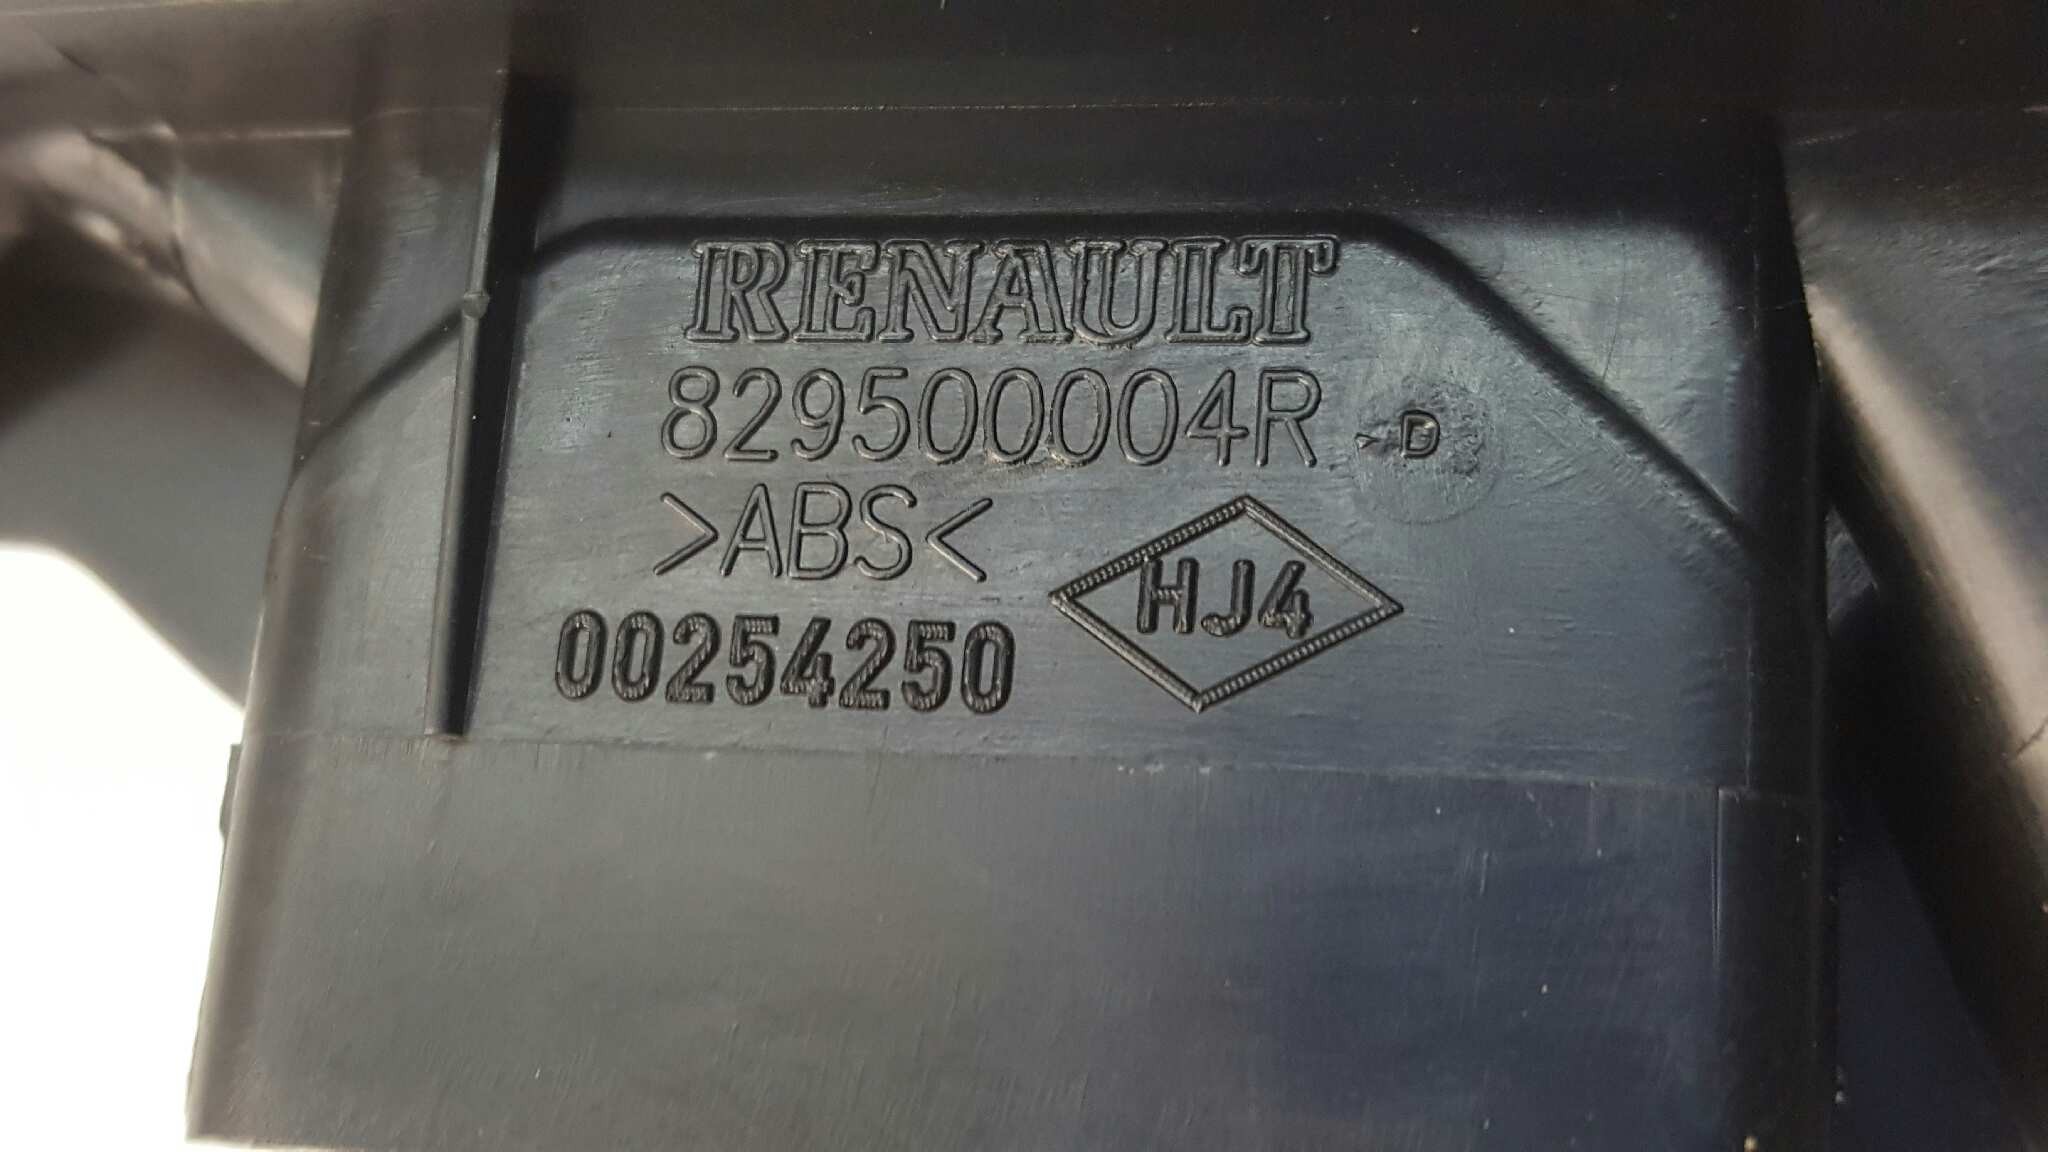 RENAULT
829500004R D
>ABS<
HJ4
00254250